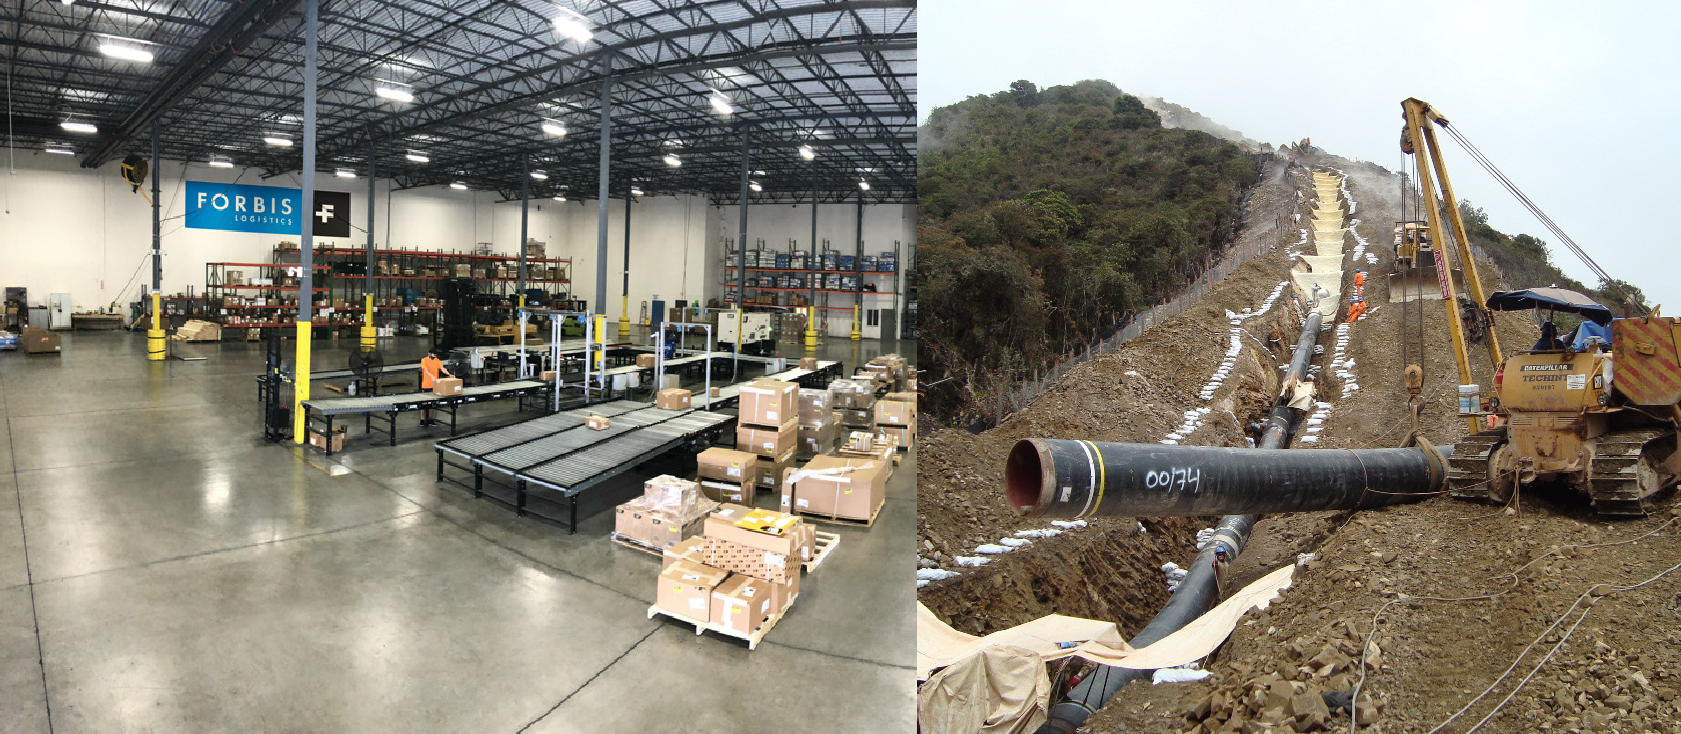 FORBIS
LOGISTICS
00174
CATERPILLAR
TECHINT